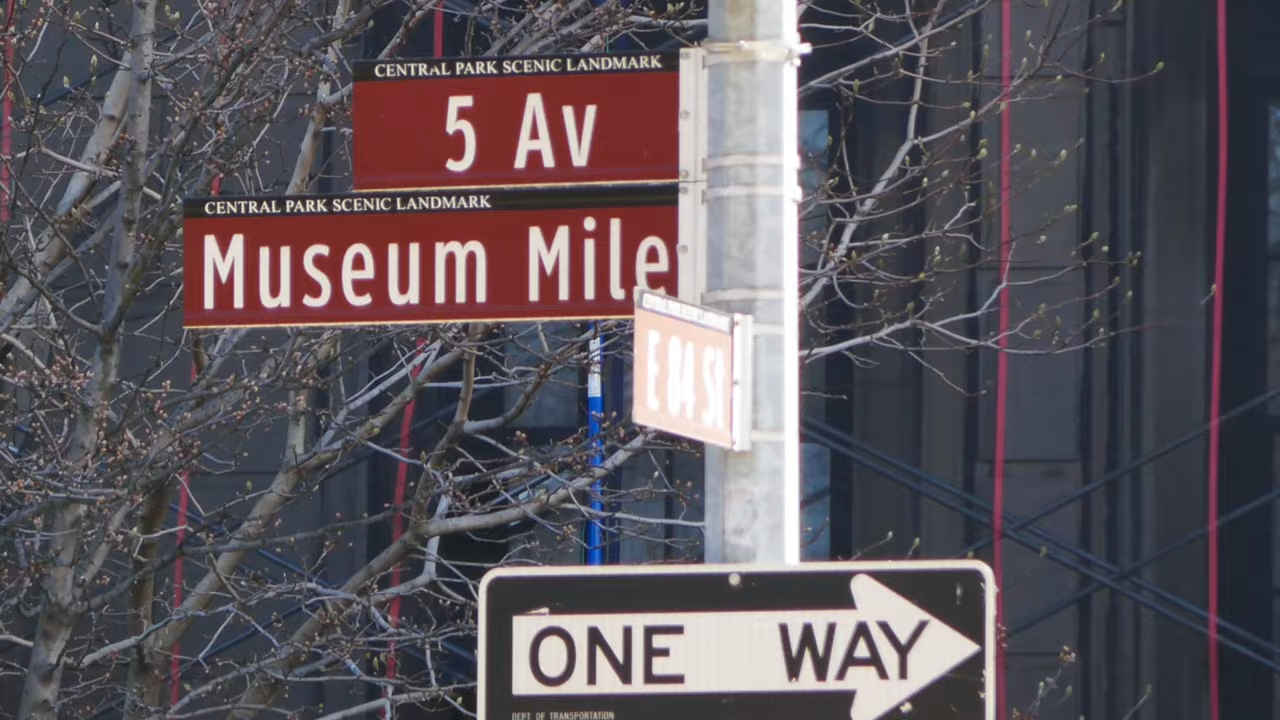 CENTRAL PARK SCENIC LANDMARK
5 Av
CENTRAL PARK SCENIC LANDMARK
Museum Mile
E 84 St
ONE WAY
DEPT OF TRANSPORTATION